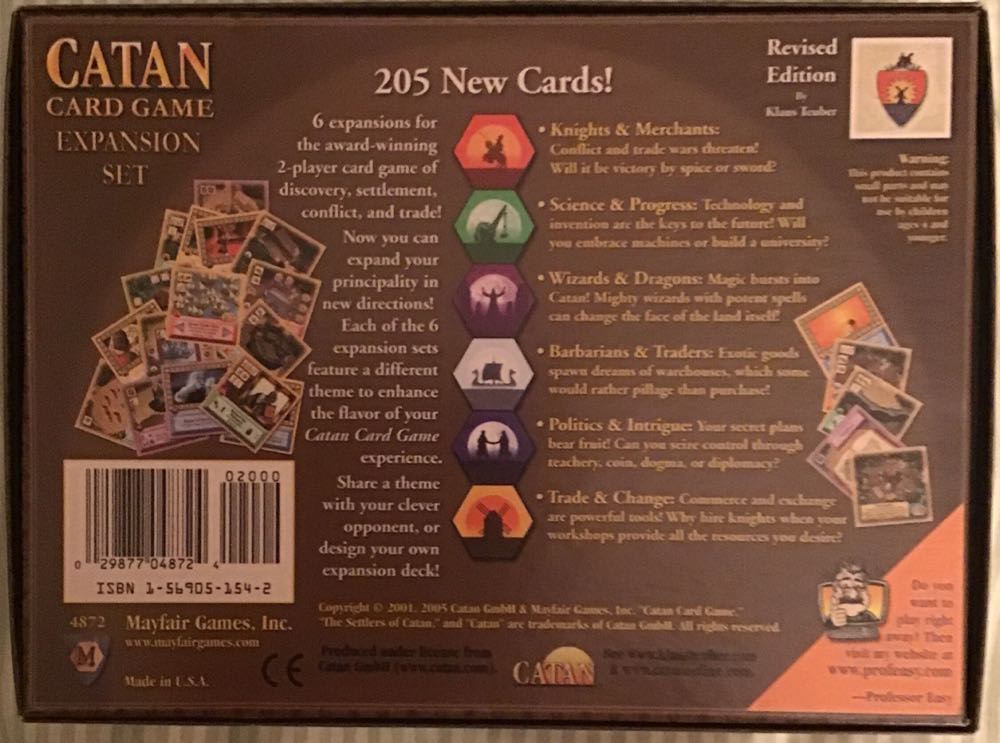 CATAN
CARD GAME
EXPANSION
SET
205 New Cards!
Revised
Edition
By
Klaus Teuber
6 expansions for
the award-winning
2-player card game of
discovery, settlement,
conflict, and trade!
Now you can
expand your
principality in
new directions!
Each of the 6
expansion sets
feature a different
theme to enhance
the flavor of your
Catan Card Game
experience.
Share a theme
with your clever
opponent, or
design your own
expansion deck!
• Knights & Merchants:
Conflict and trade wars threaten!
Will it be victory by spice or sword?
• Science & Progress: Technology and
invention are the keys to the future! Will
you embrace machines or build a university?
• Wizards & Dragons: Magic bursts into
Catan! Mighty wizards with potent spells
can change the face of the land itself!
• Barbarians & Traders: Exotic goods
spawn dreams of warehouses, which some
would rather pillage than purchase!
• Politics & Intrigue: Your secret plans
bear fruit! Can you seize control through
teachery, coin, dogma, or diplomacy?
• Trade & Change: Commerce and exchange
are powerful tools! Why hire knights when your
workshops provide all the resources you desire?
Warning:
This product contains
small parts and may
not be suitable for
use by children
ages 4 and
younger.
02000
0 29877 04872 4
ISBN 1-56905-154-2
4872 Mayfair Games, Inc.
www.mayfairgames.com
M
Made in U.S.A.
CE
Copyright © 2001, 2005 Catan GmbH & Mayfair Games, Inc. "Catan Card Game,"
"The Settlers of Catan," and "Catan" are trademarks of Catan GmbH. All rights reserved.
Produced under license from
Catan GmbH (www.catan.com).
CATAN
Do you
want to
play right
away? Then
visit my website at
www.profeasy.com
—Professor Easy